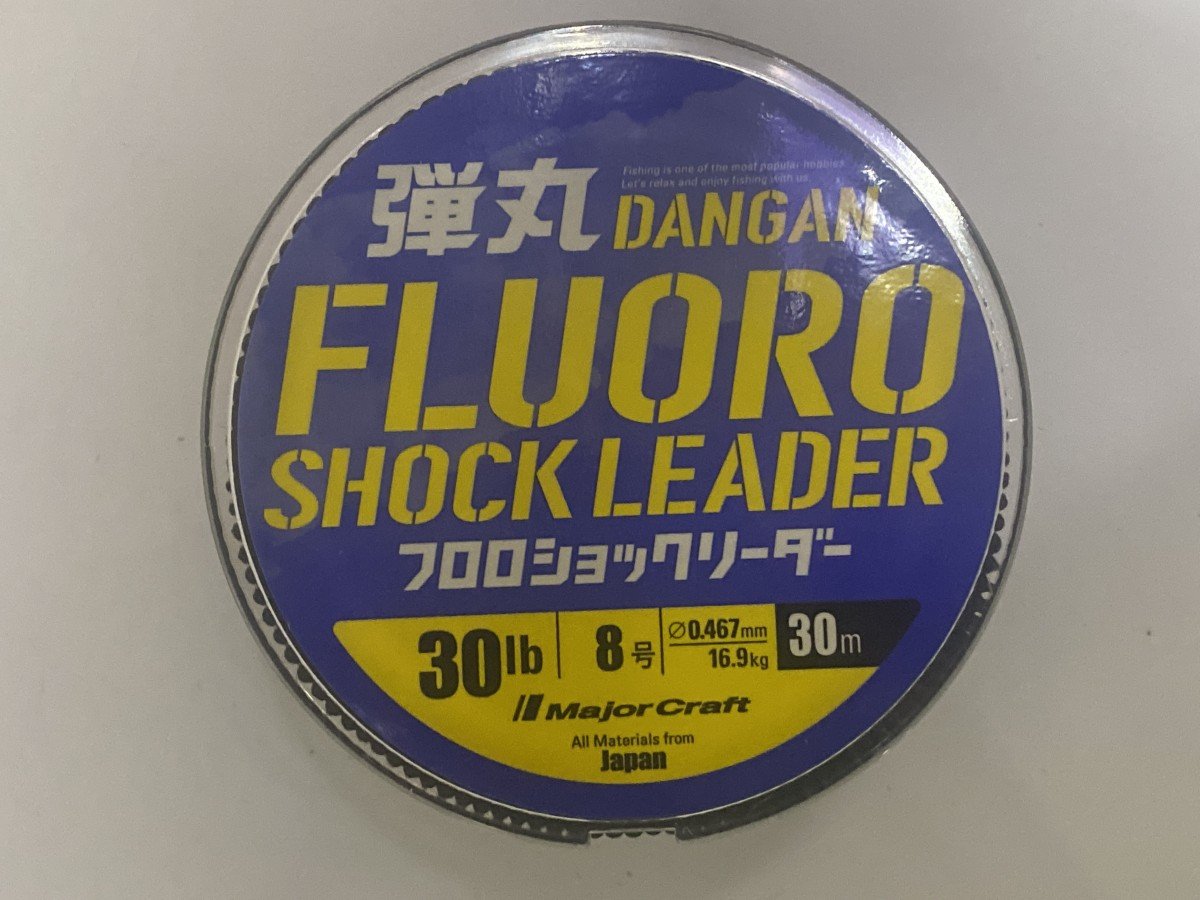 Fishing is one of the most popular hobbies.
Let's relax and enjoy fishing with us.
弾丸 DANGAN
FLUORO
SHOCK LEADER
フロロショックリーダー
30lb 8号 ⌀0.467mm 30m
16.9kg
Major Craft
All Materials from
Japan